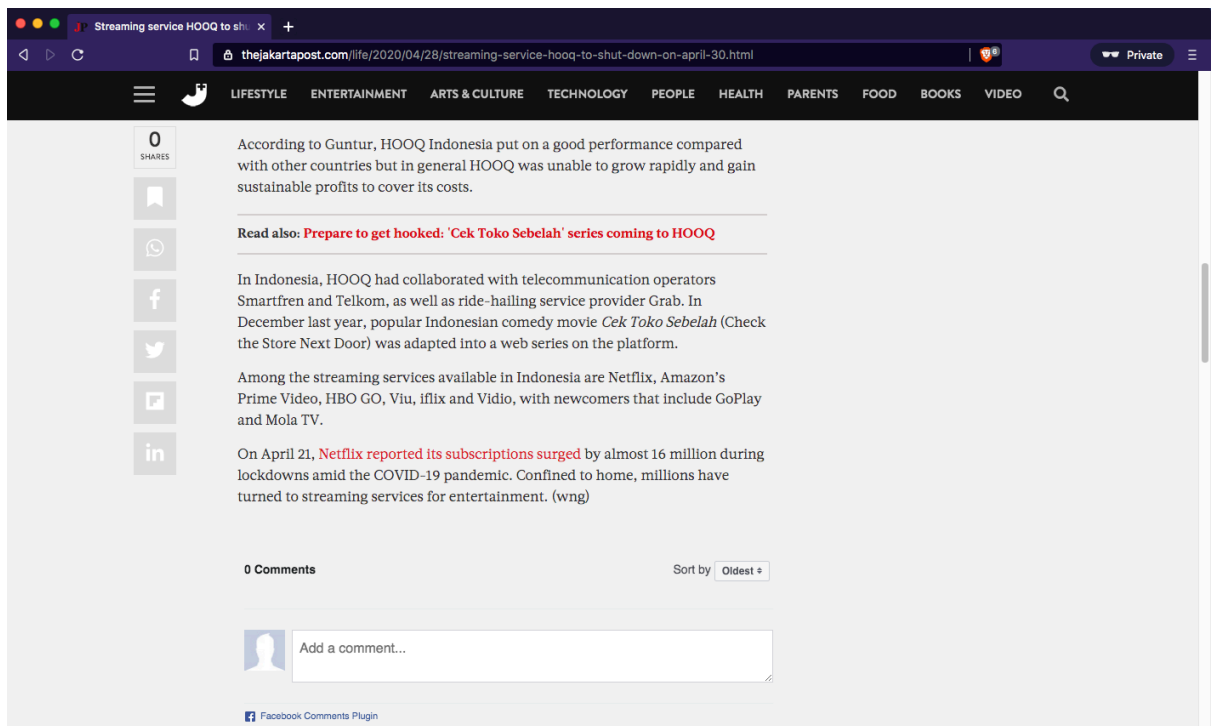 Streaming service HOOQ to shu
thejakartapost.com/life/2020/04/28/streaming-service-hooq-to-shut-down-on-april-30.html
6
Private
LIFESTYLE ENTERTAINMENT ARTS & CULTURE TECHNOLOGY PEOPLE HEALTH PARENTS FOOD BOOKS VIDEO
0
SHARES
According to Guntur, HOOQ Indonesia put on a good performance compared
with other countries but in general HOOQ was unable to grow rapidly and gain
sustainable profits to cover its costs.
Read also: Prepare to get hooked: 'Cek Toko Sebelah' series coming to HOOQ
In Indonesia, HOOQ had collaborated with telecommunication operators
Smartfren and Telkom, as well as ride-hailing service provider Grab. In
December last year, popular Indonesian comedy movie Cek Toko Sebelah (Check
the Store Next Door) was adapted into a web series on the platform.
Among the streaming services available in Indonesia are Netflix, Amazon’s
Prime Video, HBO GO, Viu, iflix and Vidio, with newcomers that include GoPlay
and Mola TV.
On April 21, Netflix reported its subscriptions surged by almost 16 million during
lockdowns amid the COVID-19 pandemic. Confined to home, millions have
turned to streaming services for entertainment. (wng)
0 Comments
Sort by Oldest
Add a comment...
Facebook Comments Plugin